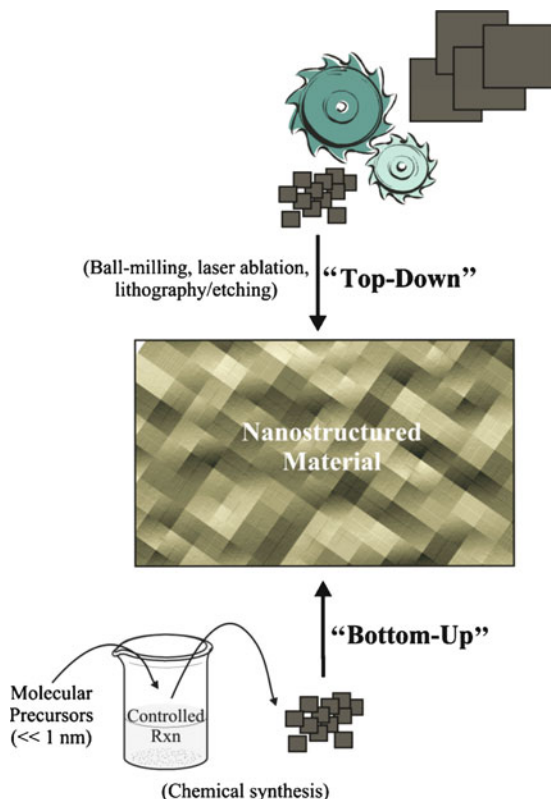 (Ball-milling, laser ablation,
lithography/etching)
“Top-Down”
Nanostructured
Material
“Bottom-Up”
Molecular
Precursors
(<< 1 nm)
Controlled
Rxn
(Chemical synthesis)